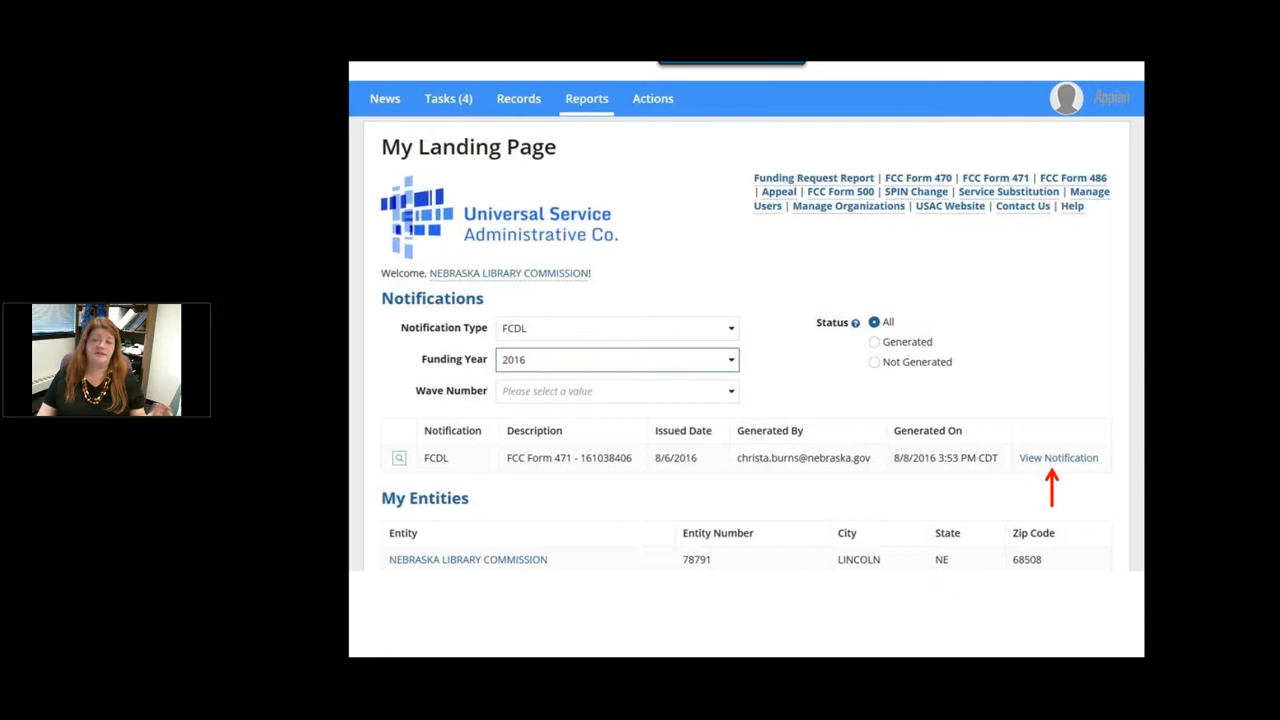 News Tasks (4) Records Reports Actions Appian
My Landing Page
Funding Request Report | FCC Form 470 | FCC Form 471 | FCC Form 486
| Appeal | FCC Form 500 | SPIN Change | Service Substitution | Manage
Users | Manage Organizations | USAC Website | Contact Us | Help
Universal Service
Administrative Co.
Welcome, NEBRASKA LIBRARY COMMISSION!
Notifications
Notification Type FCDL Status All
Generated
Funding Year 2016 Not Generated
Wave Number Please select a value
Notification Description Issued Date Generated By Generated On
FCDL FCC Form 471 - 161038406 8/6/2016 christa.burns@nebraska.gov 8/8/2016 3:53 PM CDT View Notification
My Entities
Entity Entity Number City State Zip Code
NEBRASKA LIBRARY COMMISSION 78791 LINCOLN NE 68508